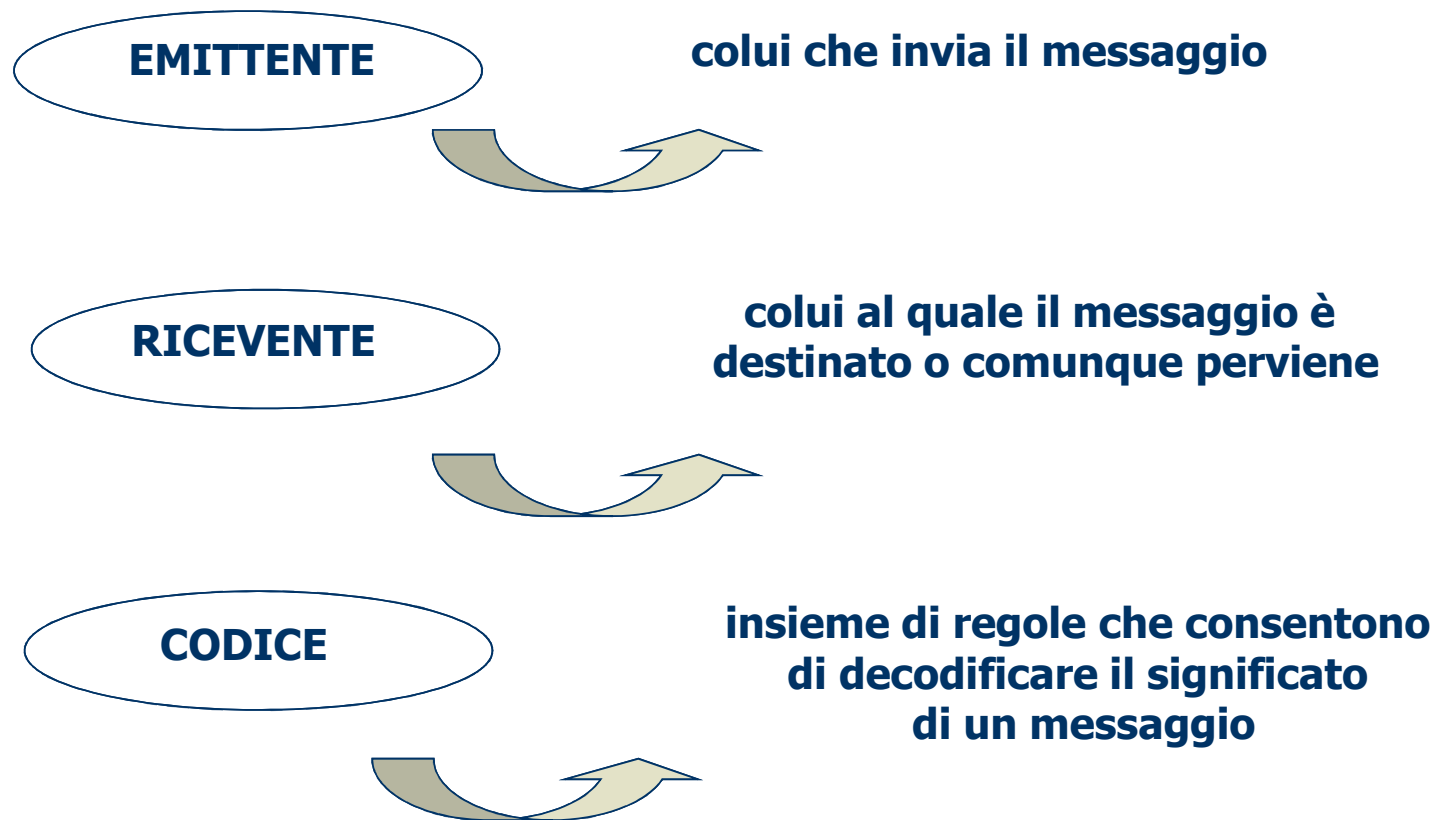 EMITTENTE
colui che invia il messaggio
RICEVENTE
colui al quale il messaggio è
destinato o comunque perviene
CODICE
insieme di regole che consentono
di decodificare il significato
di un messaggio